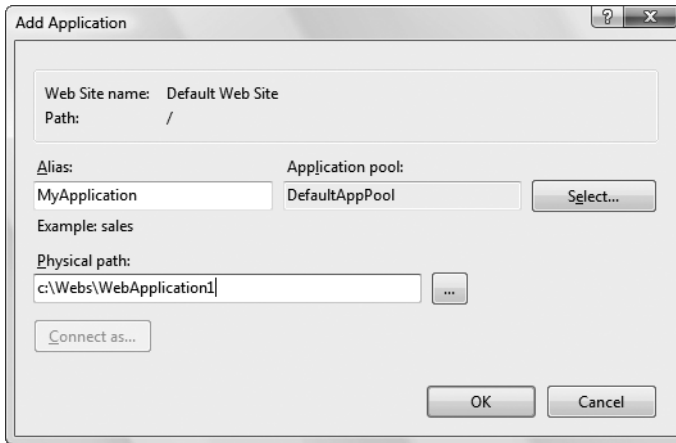 Add Application
Web Site name: Default Web Site
Path: /
Alias: Application pool:
MyApplication DefaultAppPool Select...
Example: sales
Physical path:
c:\Webs\WebApplication1 ...
Connect as...
OK Cancel